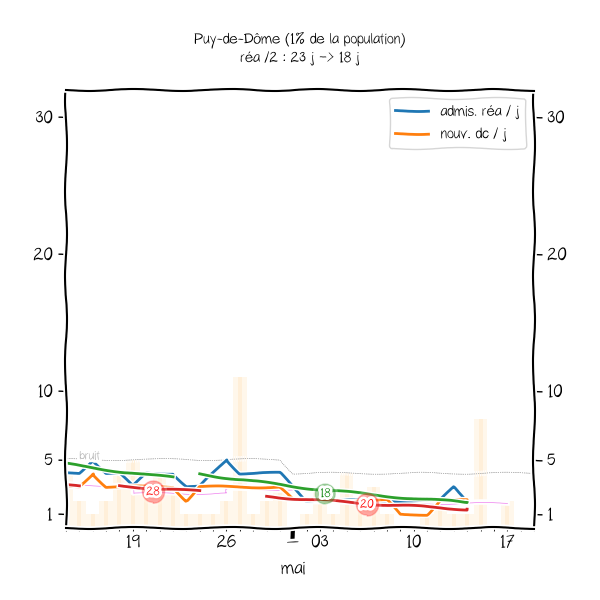 Puy-de-Dôme (1% de la population)
réa /2 : 23 j -> 18 j
admis. réa / j
nouv. dc / j
30 30
20 20
10 10
5 5
1 1
bruit
28
18
20
19 26 1 03 10 17
mai